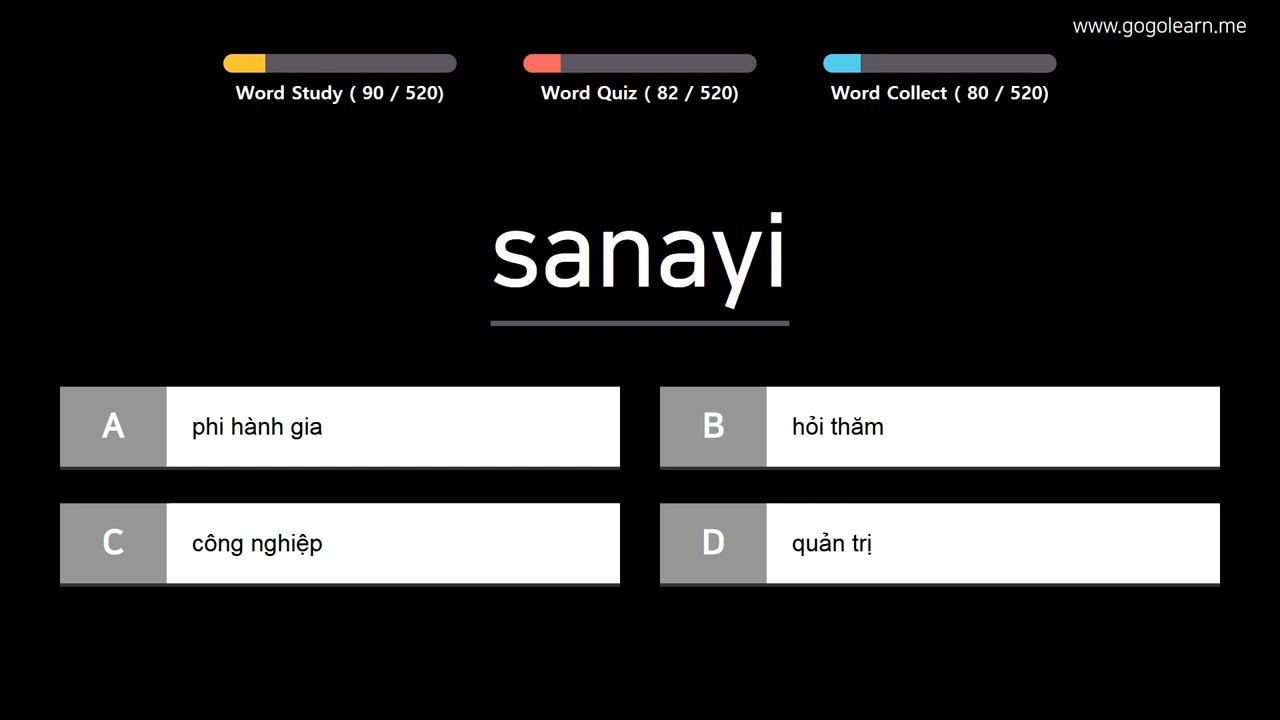 www.gogolearn.me
Word Study ( 90 / 520)
Word Quiz ( 82 / 520)
Word Collect ( 80 / 520)
sanayi
A phi hành gia
B hỏi thăm
C công nghiệp
D quản trị